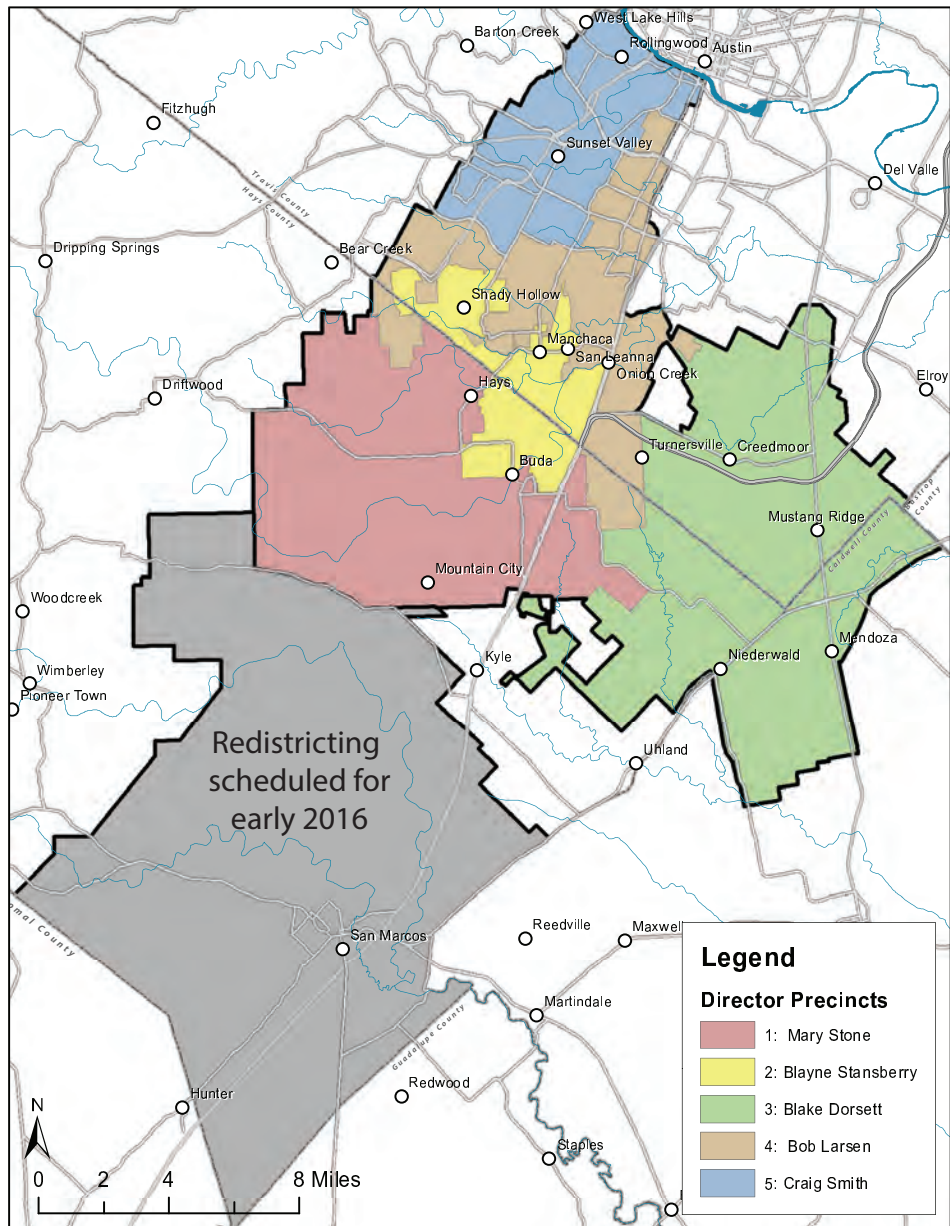 West Lake Hills
Barton Creek
Rollingwood
Austin
Fitzhugh
Sunset Valley
Del Valle
Travis County
Hays County
Dripping Springs
Bear Creek
Shady Hollow
Manchaca
San Leanna
Onion Creek
Elroy
Driftwood
Hays
Turnersville
Creedmoor
Buda
Bastrop
County
Mustang Ridge
Caldwell County
Mountain City
Woodcreek
Mendoza
Kyle
Niederwald
Wimberley
Pioneer Town
Redistricting
scheduled for
early 2016
Uhland
omal County
San Marcos
Reedville
Maxwell
Martindale
Guadalupe County
Hunter
Redwood
Staples
N
0 2 4 8 Miles
Legend
Director Precincts
1: Mary Stone
2: Blayne Stansberry
3: Blake Dorsett
4: Bob Larsen
5: Craig Smith